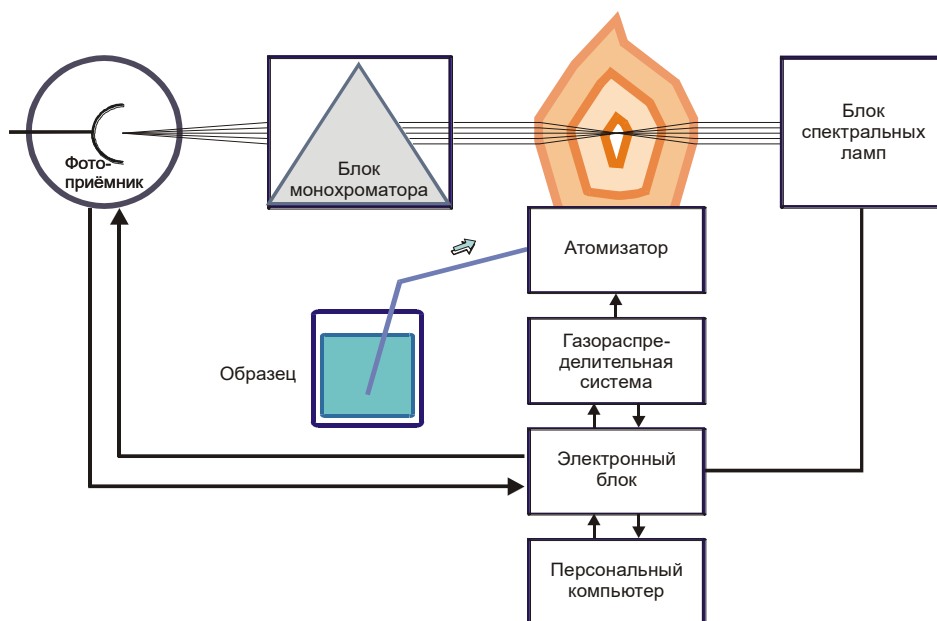 Фото-
приёмник
Блок
монохроматора
Блок
спектральных
ламп
Атомизатор
Газораспре-
делительная
система
Образец
Электронный
блок
Персональный
компьютер